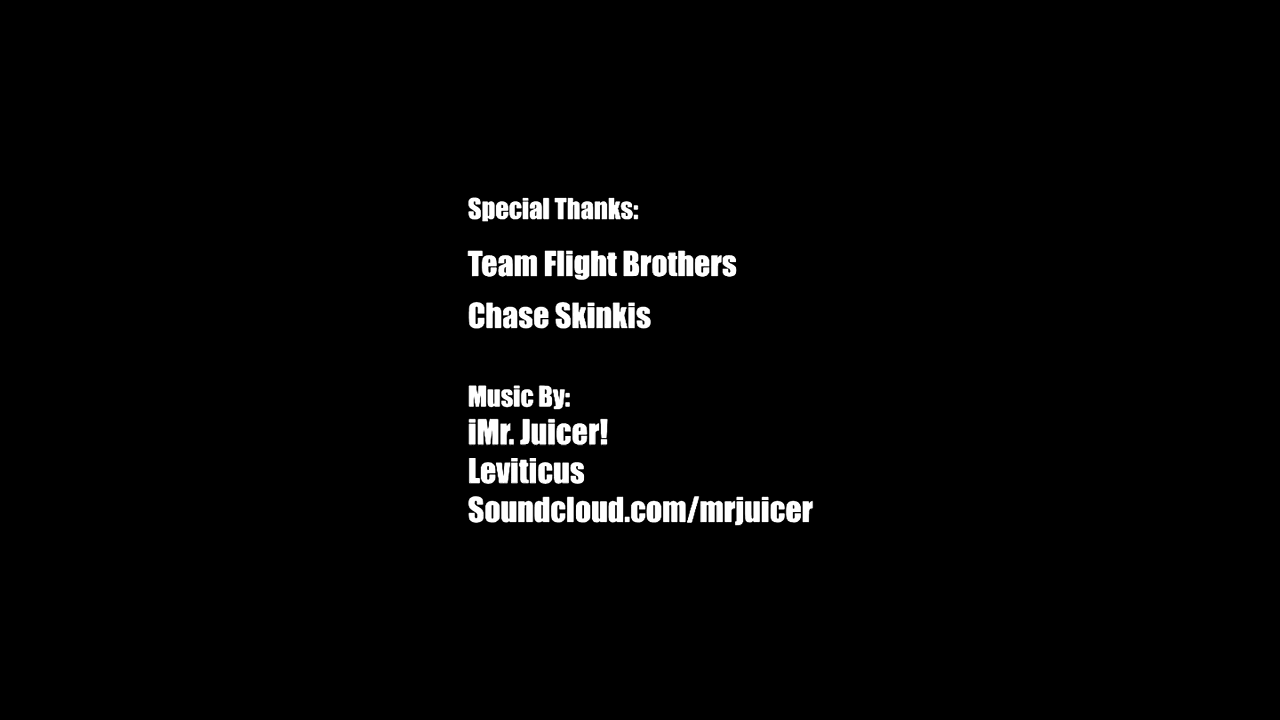 Special Thanks:
Team Flight Brothers
Chase Skinkis
Music By:
iMr. Juicer!
Leviticus
Soundcloud.com/mrjuicer